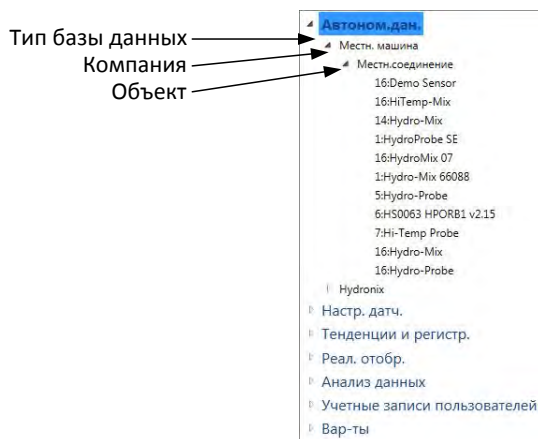 Тип базы данных
Компания
Объект
Автоном.дан.
Местн. машина
Местн.соединение
16:Demo Sensor
16:HiTemp-Mix
14:Hydro-Mix
1:HydroProbe SE
16:HydroMix 07
1:Hydro-Mix 66088
5:Hydro-Probe
6:HS0063 HPORB1 v2.15
7:Hi-Temp Probe
16:Hydro-Mix
16:Hydro-Probe
Hydronix
Настр. датч.
Тенденции и регистр.
Реал. отобр.
Анализ данных
Учетные записи пользователей
Вар-ты